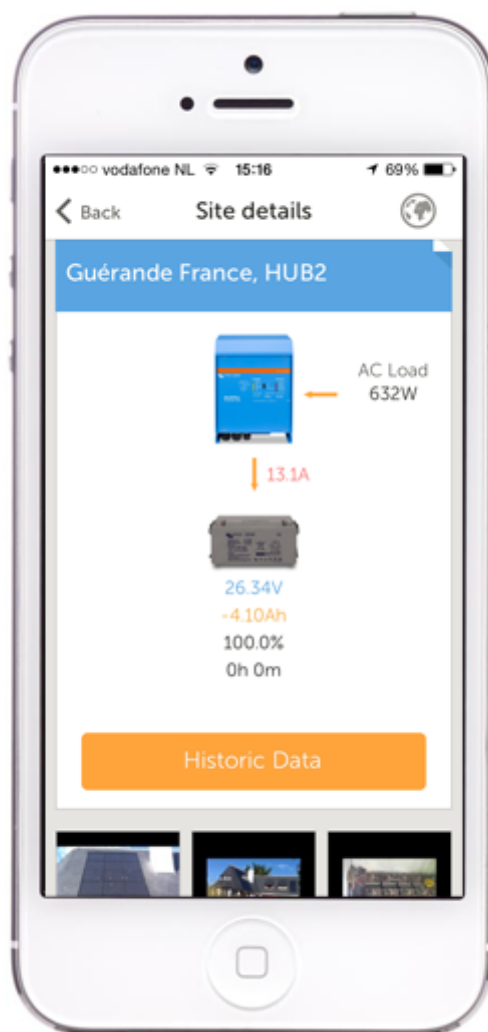 ●●●○○ vodafone NL 15:16 69%
Back Site details
Guérande France, HUB2
AC Load
632W
13.1A
26.34V
-4.10Ah
100.0%
0h 0m
Historic Data